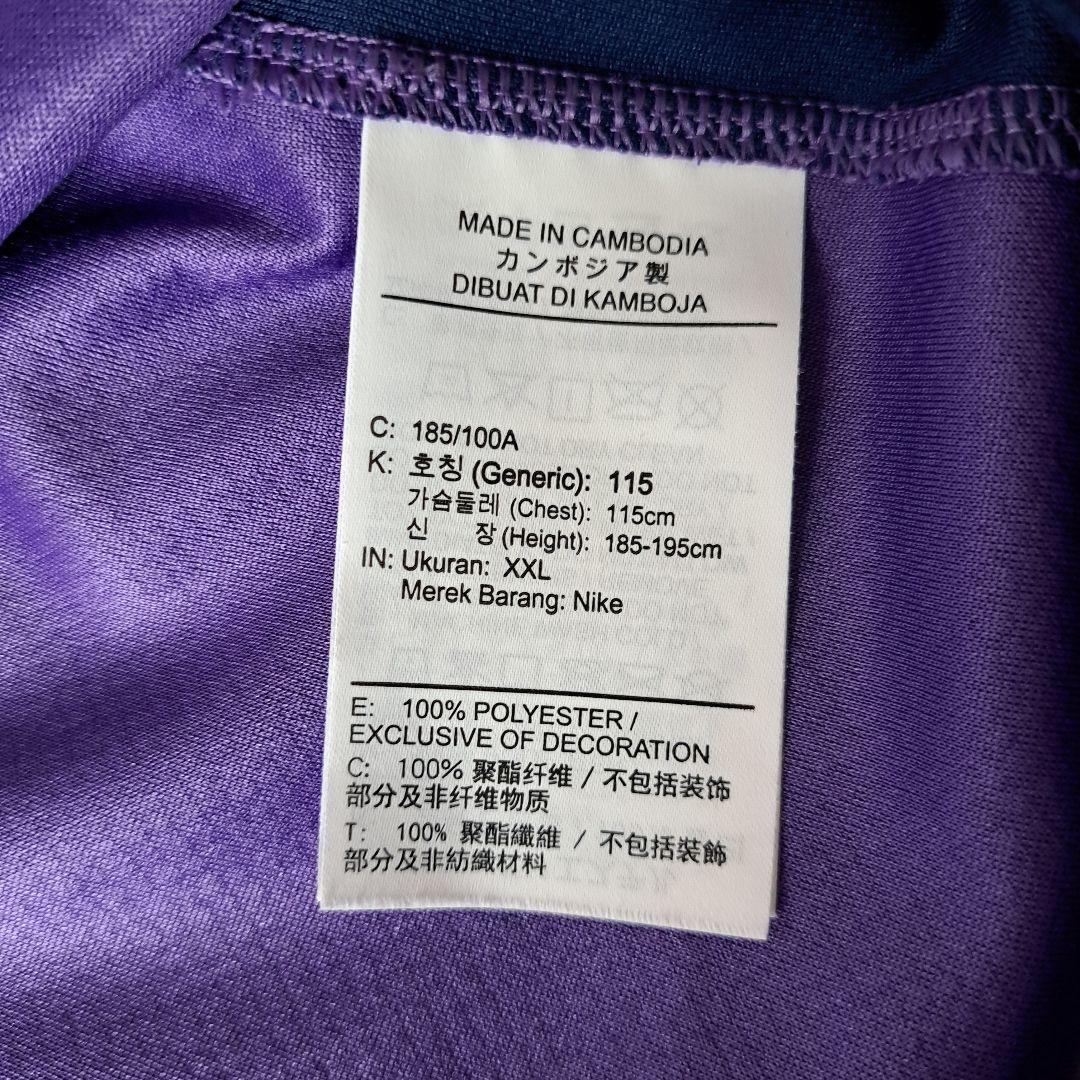 MADE IN CAMBODIA
カンボジア製
DIBUAT DI KAMBOJA
C: 185/100A
K: 호칭 (Generic): 115
가슴둘레 (Chest): 115cm
신 장 (Height): 185-195cm
IN: Ukuran: XXL
Merek Barang: Nike
E: 100% POLYESTER /
EXCLUSIVE OF DECORATION
C: 100% 聚酯纤维 / 不包括装饰
部分及非纤维物质
T: 100% 聚酯纖維 / 不包括裝飾
部分及非紡織材料